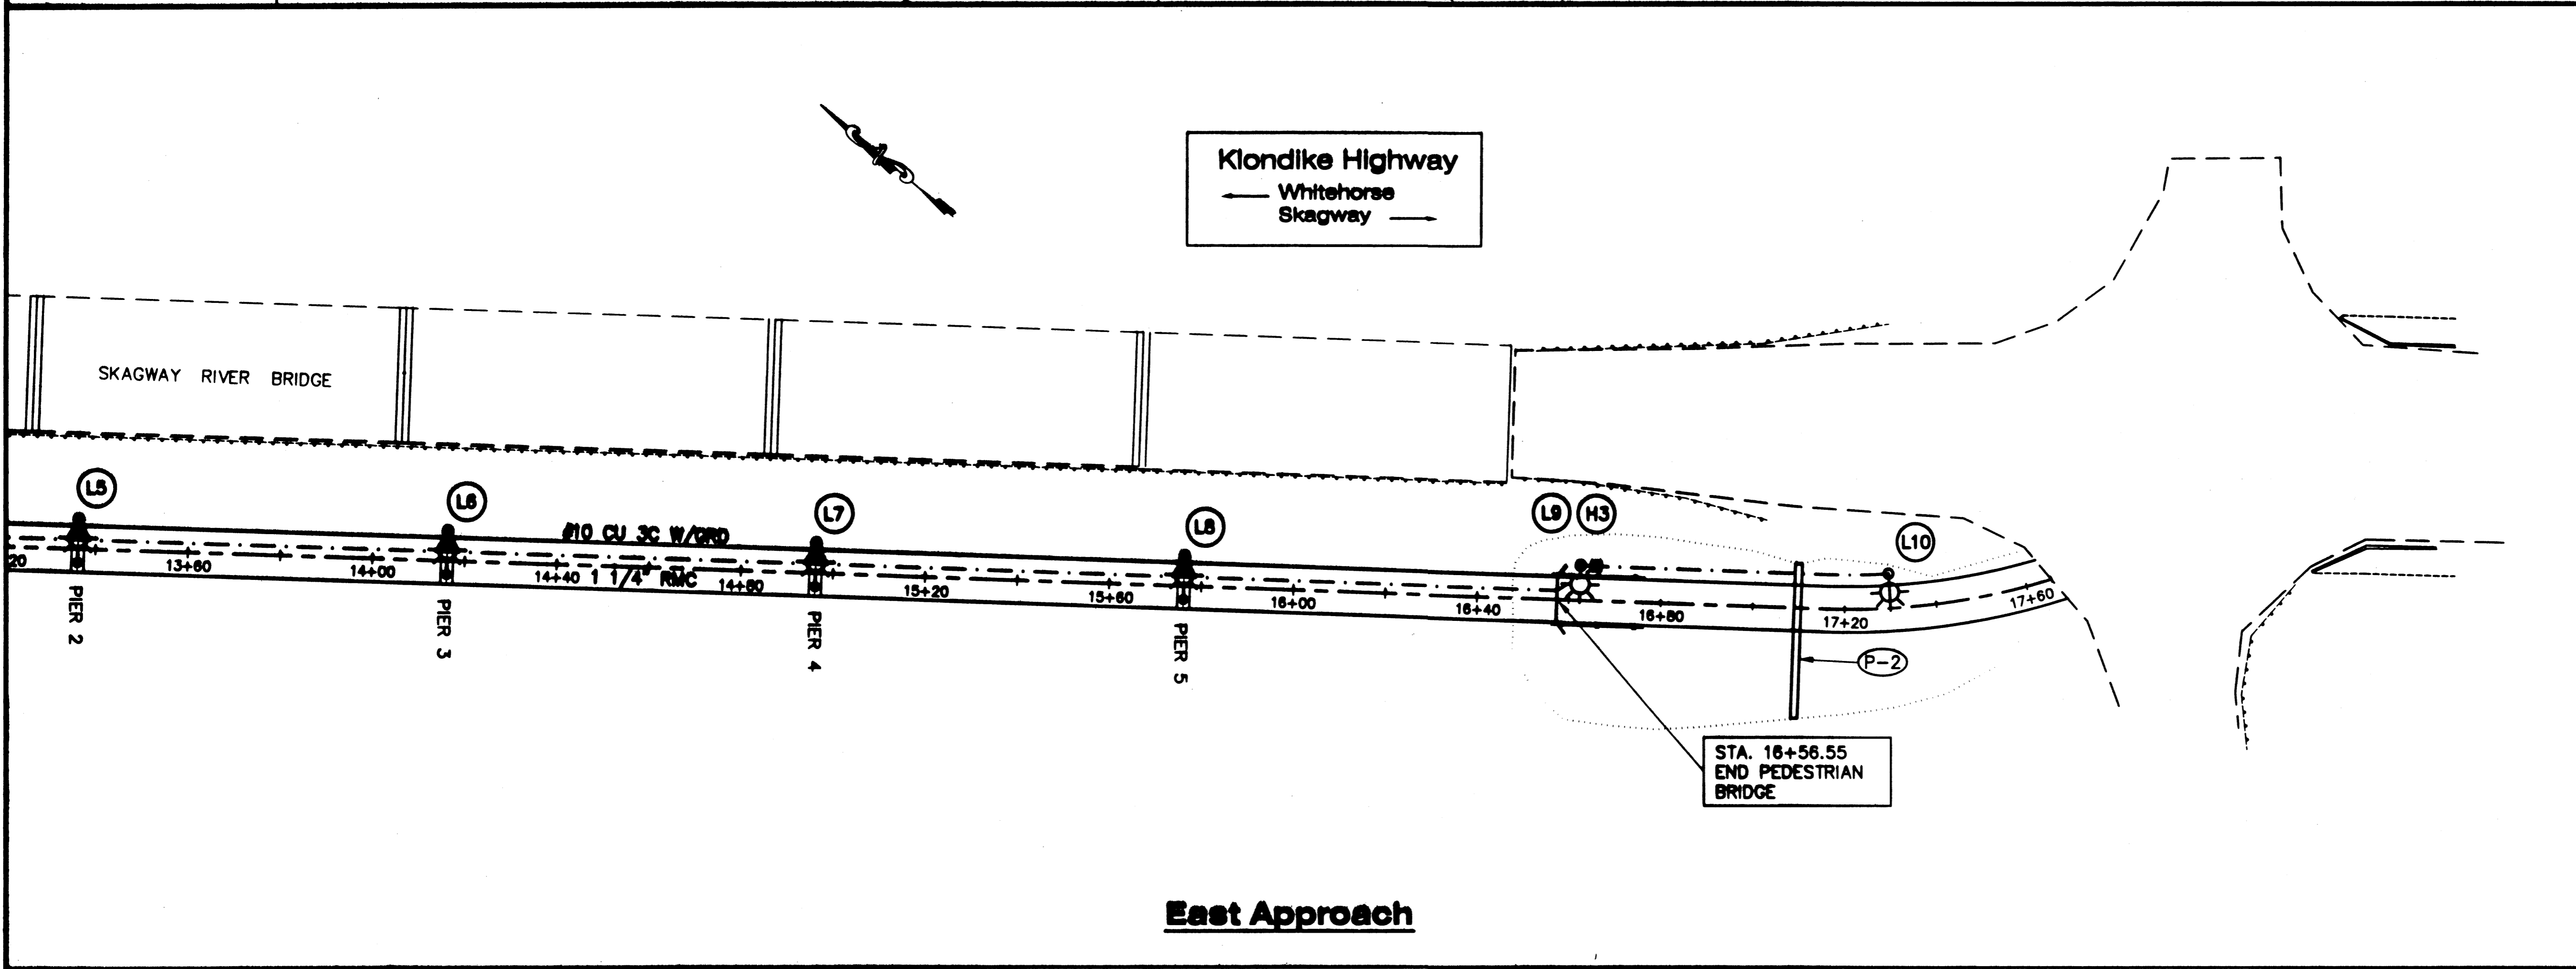 Klondike Highway
Whitehorse
Skagway
SKAGWAY RIVER BRIDGE
L5
L6
L7
L8
L9
H3
L10
#10 CU 3C W/GRD
1 1/4" RMC
20
13+60
14+00
14+40
14+80
15+20
15+60
16+00
16+40
16+80
17+20
17+60
PIER 2
PIER 3
PIER 4
PIER 5
P-2
STA. 16+56.55
END PEDESTRIAN
BRIDGE
East Approach